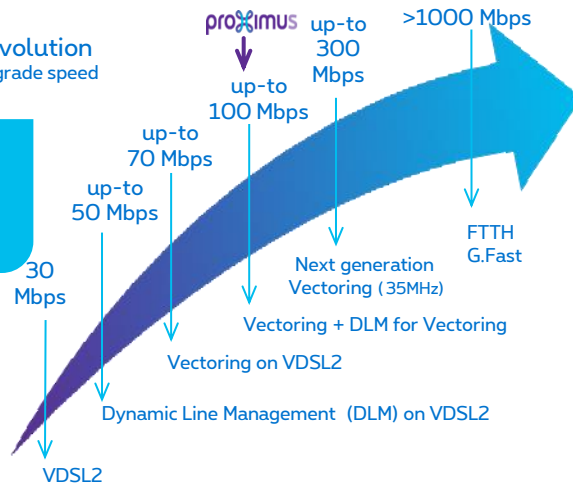 proximus
volution
grade speed
30
Mbps
up-to
50 Mbps
up-to
70 Mbps
up-to
100 Mbps
up-to
300
Mbps
>1000 Mbps
FTTH
G.Fast
Next generation
Vectoring (35MHz)
Vectoring + DLM for Vectoring
Vectoring on VDSL2
Dynamic Line Management (DLM) on VDSL2
VDSL2